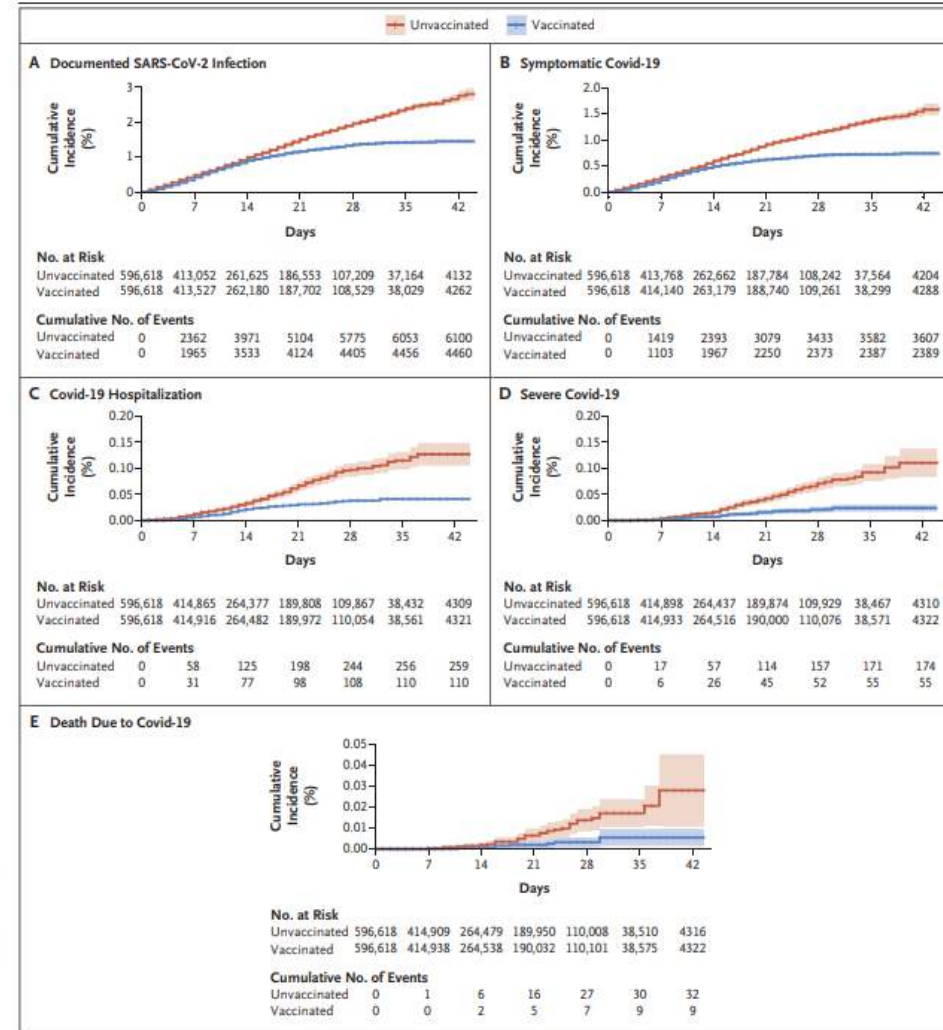 Unvaccinated Vaccinated
A Documented SARS-CoV-2 Infection
Cumulative Incidence (%)
3
2
1
0
0 7 14 21 28 35 42
Days
No. at Risk
Unvaccinated 596,618 413,052 261,625 186,553 107,209 37,164 4132
Vaccinated 596,618 413,527 262,180 187,702 108,529 38,029 4262
Cumulative No. of Events
Unvaccinated 0 2362 3971 5104 5775 6053 6100
Vaccinated 0 1965 3533 4124 4405 4456 4460
B Symptomatic Covid-19
Cumulative Incidence (%)
2.0
1.5
1.0
0.5
0.0
0 7 14 21 28 35 42
Days
No. at Risk
Unvaccinated 596,618 413,768 262,662 187,784 108,242 37,564 4204
Vaccinated 596,618 414,140 263,179 188,740 109,261 38,299 4288
Cumulative No. of Events
Unvaccinated 0 1419 2393 3079 3433 3582 3607
Vaccinated 0 1103 1967 2250 2373 2387 2389
C Covid-19 Hospitalization
Cumulative Incidence (%)
0.20
0.15
0.10
0.05
0.00
0 7 14 21 28 35 42
Days
No. at Risk
Unvaccinated 596,618 414,865 264,377 189,808 109,867 38,432 4309
Vaccinated 596,618 414,916 264,482 189,972 110,054 38,561 4321
Cumulative No. of Events
Unvaccinated 0 58 125 198 244 256 259
Vaccinated 0 31 77 98 108 110 110
D Severe Covid-19
Cumulative Incidence (%)
0.20
0.15
0.10
0.05
0.00
0 7 14 21 28 35 42
Days
No. at Risk
Unvaccinated 596,618 414,898 264,437 189,874 109,929 38,467 4310
Vaccinated 596,618 414,933 264,516 190,000 110,076 38,571 4322
Cumulative No. of Events
Unvaccinated 0 17 57 114 157 171 174
Vaccinated 0 6 26 45 52 55 55
E Death Due to Covid-19
Cumulative Incidence (%)
0.05
0.04
0.03
0.02
0.01
0.00
0 7 14 21 28 35 42
Days
No. at Risk
Unvaccinated 596,618 414,909 264,479 189,950 110,008 38,510 4316
Vaccinated 596,618 414,938 264,538 190,032 110,101 38,575 4322
Cumulative No. of Events
Unvaccinated 0 1 6 16 27 30 32
Vaccinated 0 0 2 5 7 9 9